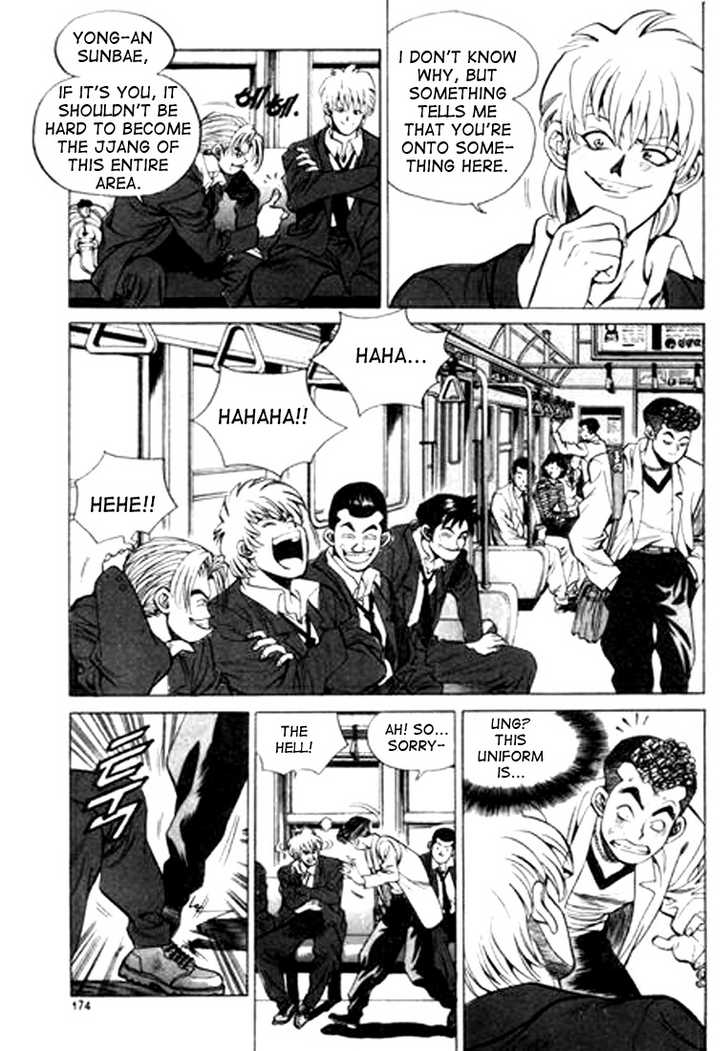 YONG-AN
SUNBAE,
IF IT'S YOU, IT
SHOULDN'T BE
HARD TO BECOME
THE JJANG OF
THIS ENTIRE
AREA.
헤헤.
I DON'T KNOW
WHY, BUT
SOMETHING
TELLS ME
THAT YOU'RE
ONTO SOME-
THING HERE.
HAHA...
HAHAHA!!
HEHE!!
THE
HELL!
AH! SO...
SORRY-
UNG?
THIS
UNIFORM
IS...
174